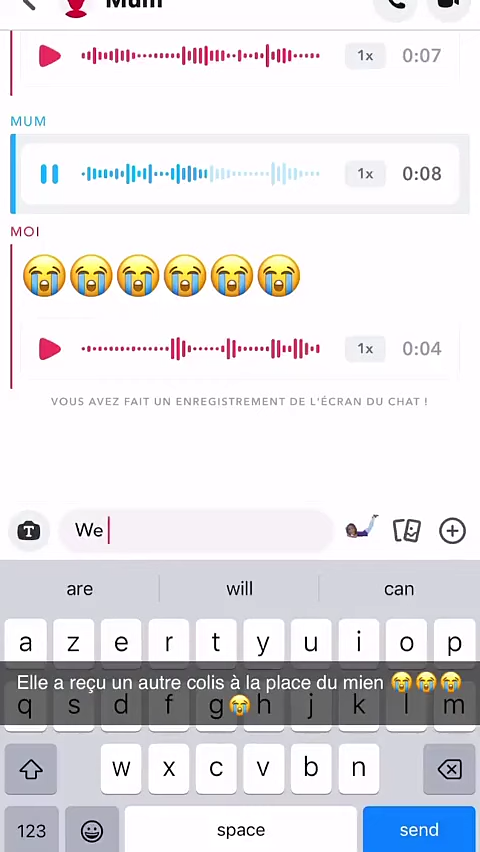 Mum
1x 0:07
MUM
1x 0:08
MOI
😭😭😭😭😭😭
1x 0:04
VOUS AVEZ FAIT UN ENREGISTREMENT DE L'ÉCRAN DU CHAT !
T
We
are will can
a z e r t y u i o p
Elle a reçu un autre colis à la place du mien 😭😭😭
😭
q s d f g h j k l m
w x c v b n
123 space send